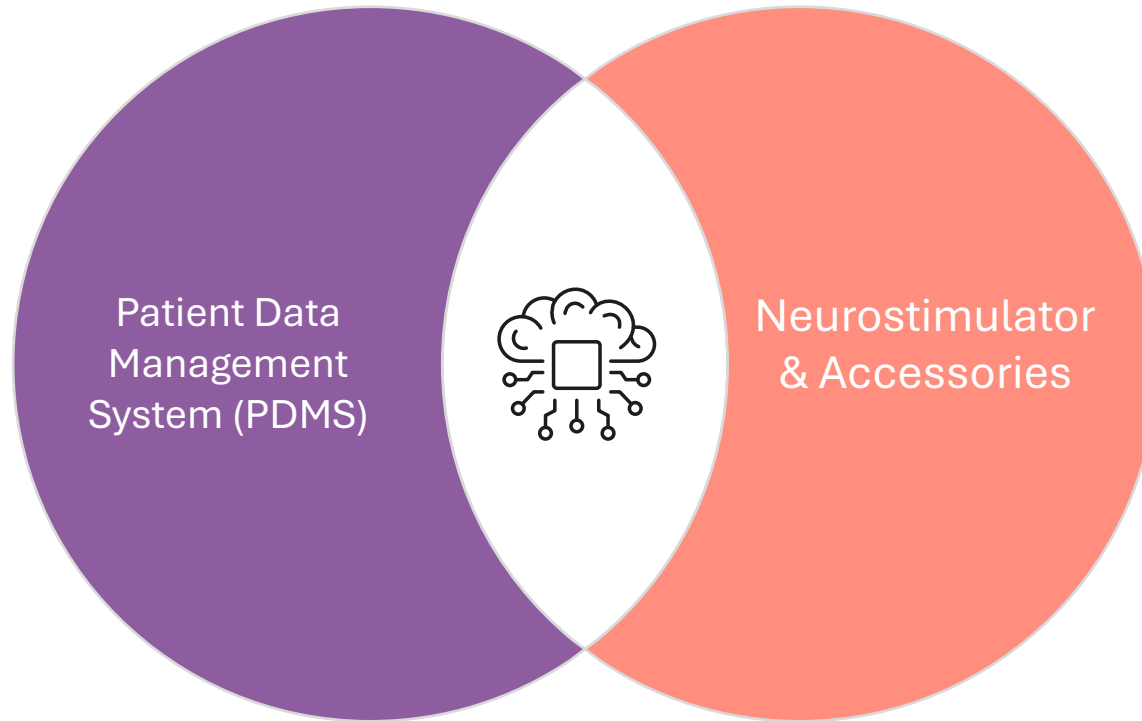 Patient Data
Management
System (PDMS)
Neurostimulator
& Accessories